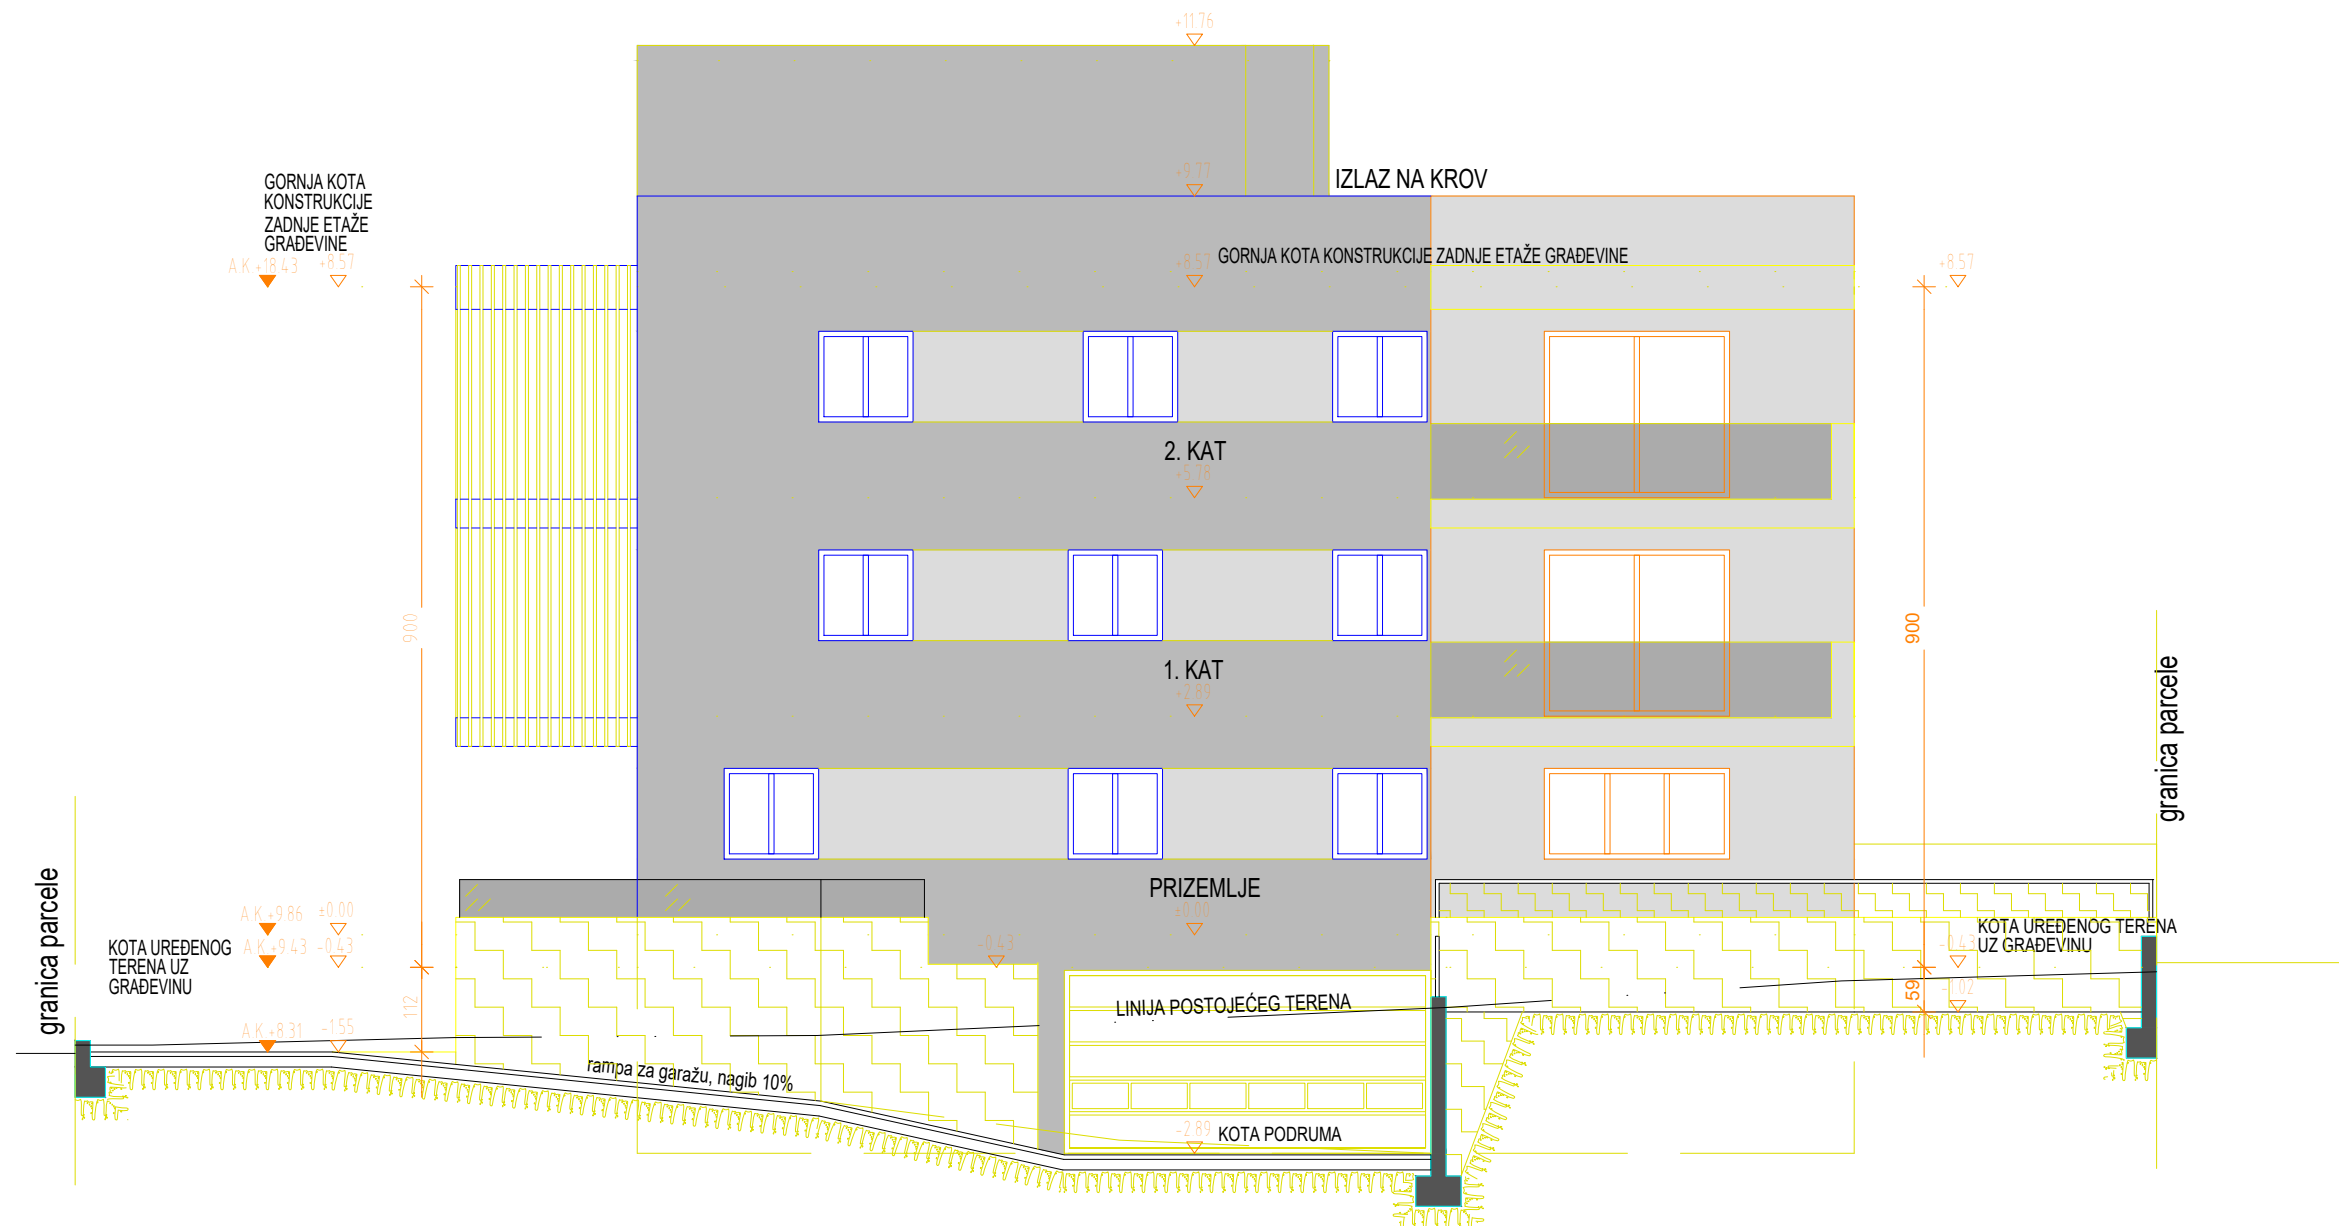 +11.76
+9.77
IZLAZ NA KROV
GORNJA KOTA
KONSTRUKCIJE
ZADNJE ETAŽE
GRAĐEVINE
A.K.+18.43 +8.57
GORNJA KOTA KONSTRUKCIJE ZADNJE ETAŽE GRAĐEVINE
+8.57
+8.57
2. KAT
+5.78
900
900
1. KAT
+2.89
granica parcele
PRIZEMLJE
±0.00
granica parcele
A.K.+9.86 ±0.00
KOTA UREĐENOG
TERENA UZ
GRAĐEVINU
A.K.+9.43 -0.43
-0.43
KOTA UREĐENOG TERENA
UZ GRAĐEVINU
-0.43
112
59
-1.02
LINIJA POSTOJEĆEG TERENA
A.K.+8.31 -1.55
rampa za garažu, nagib 10%
-2.89
KOTA PODRUMA